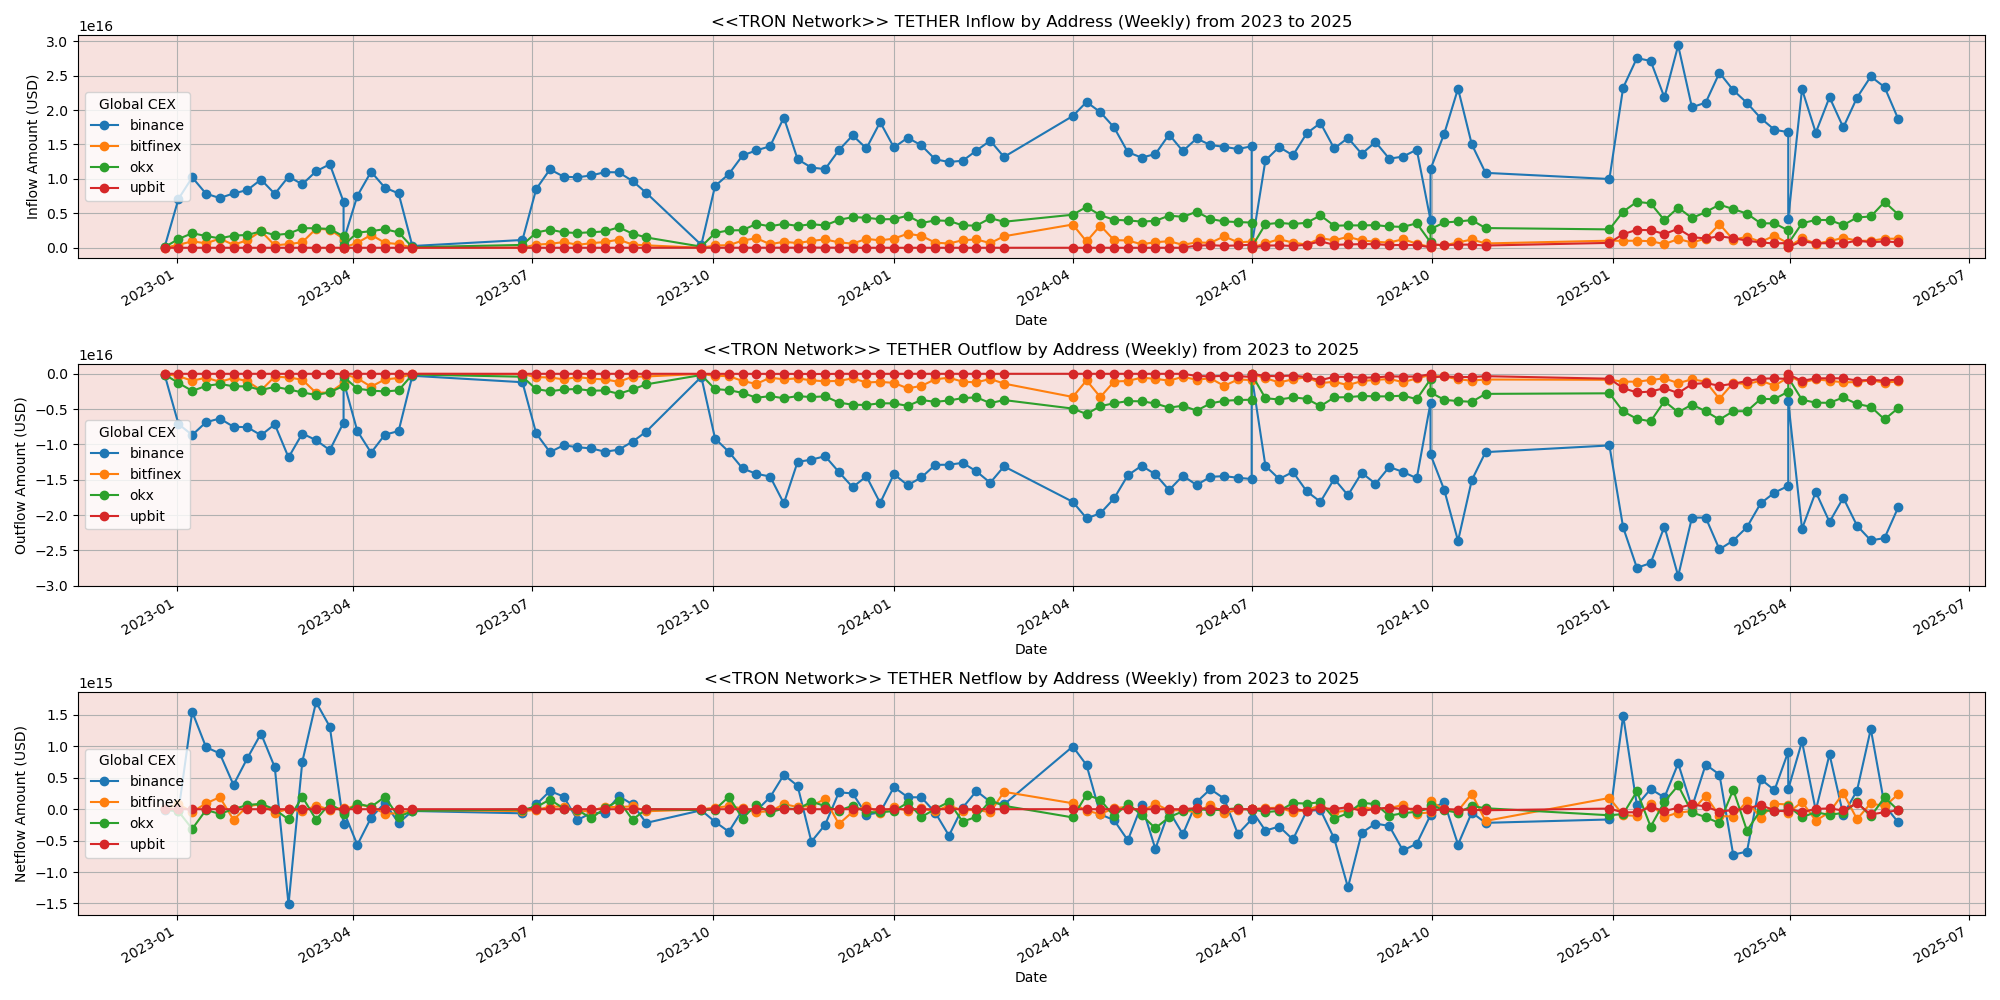 <<TRON Network>> TETHER Inflow by Address (Weekly) from 2023 to 2025
1e16
Inflow Amount (USD)
3.0
2.5
2.0
1.5
1.0
0.5
0.0
Global CEX
binance
bitfinex
okx
upbit
2023-01
2023-04
2023-07
2023-10
2024-01
2024-04
2024-07
2024-10
2025-01
2025-04
2025-07
Date
<<TRON Network>> TETHER Outflow by Address (Weekly) from 2023 to 2025
1e16
Outflow Amount (USD)
0.0
−0.5
−1.0
−1.5
−2.0
−2.5
−3.0
Global CEX
binance
bitfinex
okx
upbit
2023-01
2023-04
2023-07
2023-10
2024-01
2024-04
2024-07
2024-10
2025-01
2025-04
2025-07
Date
<<TRON Network>> TETHER Netflow by Address (Weekly) from 2023 to 2025
1e15
Netflow Amount (USD)
1.5
1.0
0.5
0.0
−0.5
−1.0
−1.5
Global CEX
binance
bitfinex
okx
upbit
2023-01
2023-04
2023-07
2023-10
2024-01
2024-04
2024-07
2024-10
2025-01
2025-04
2025-07
Date